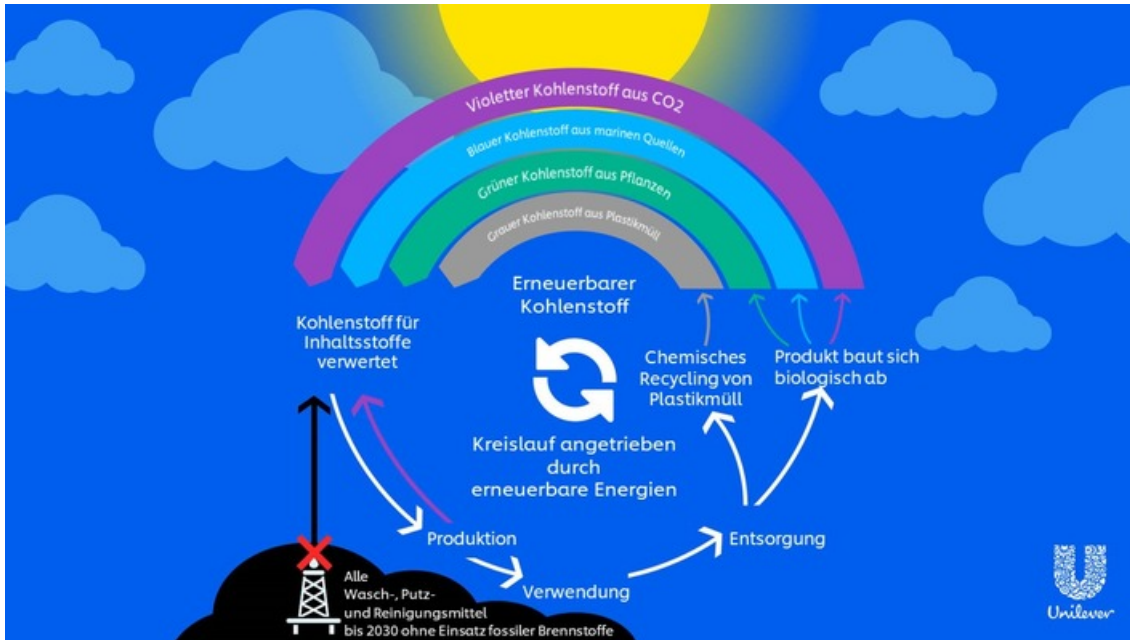 Violetter Kohlenstoff aus CO2
Blauer Kohlenstoff aus marinen Quellen
Grüner Kohlenstoff aus Pflanzen
Grauer Kohlenstoff aus Plastikmüll
Erneuerbarer
Kohlenstoff
Kohlenstoff für
Inhaltsstoffe
verwertet
Chemisches
Recycling von
Plastikmüll
Produkt baut sich
biologisch ab
Kreislauf angetrieben
durch
erneuerbare Energien
Produktion
Entsorgung
Verwendung
Alle
Wasch-, Putz-
und Reinigungsmittel
bis 2030 ohne Einsatz fossiler Brennstoffe
Unilever